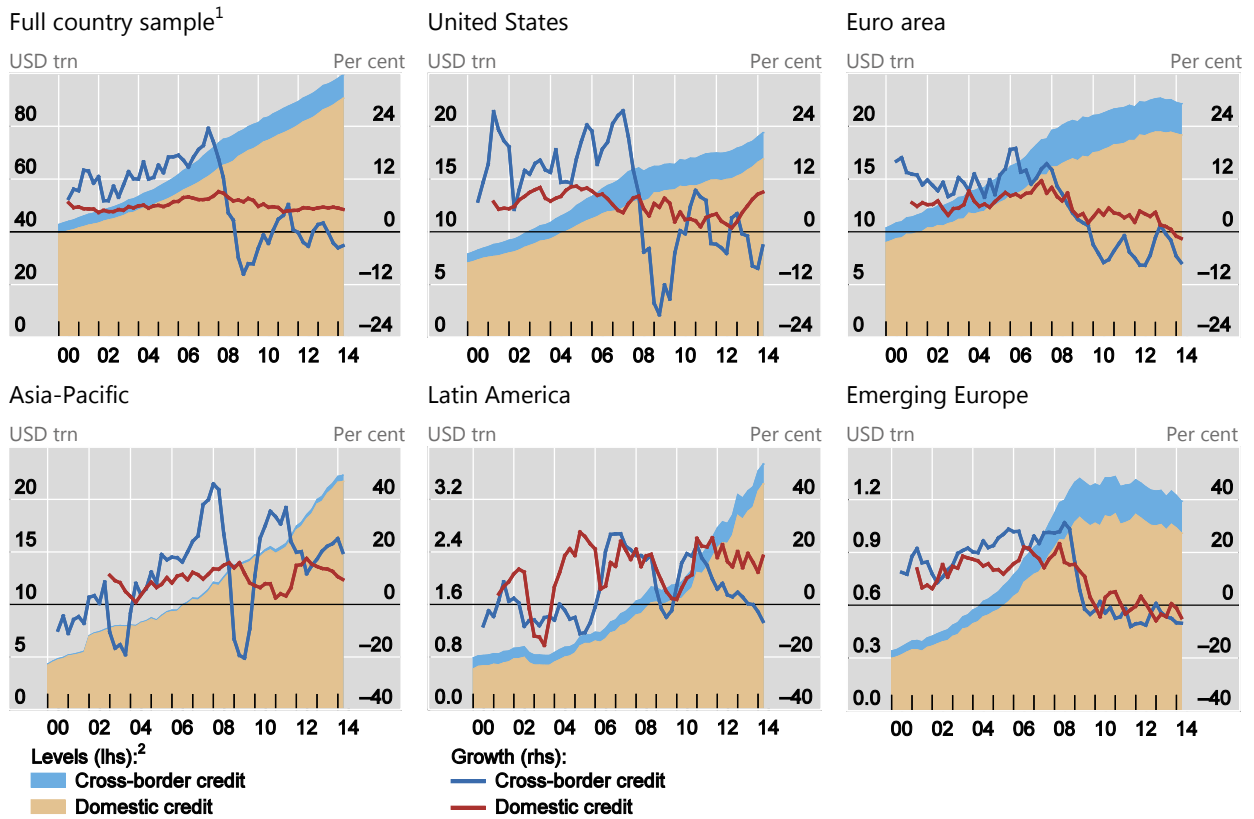 Full country sample1
USD trn Per cent
80 24
60 12
40 0
20 –12
0 –24
00 02 04 06 08 10 12 14
United States
USD trn Per cent
20 24
15 12
10 0
5 –12
0 –24
00 02 04 06 08 10 12 14
Euro area
USD trn Per cent
20 24
15 12
10 0
5 –12
0 –24
00 02 04 06 08 10 12 14
Asia-Pacific
USD trn Per cent
20 40
15 20
10 0
5 –20
0 –40
00 02 04 06 08 10 12 14
Latin America
USD trn Per cent
3.2 40
2.4 20
1.6 0
0.8 –20
0.0 –40
00 02 04 06 08 10 12 14
Emerging Europe
USD trn Per cent
1.2 40
0.9 20
0.6 0
0.3 –20
0.0 –40
00 02 04 06 08 10 12 14
Levels (lhs):2
Cross-border credit
Domestic credit
Growth (rhs):
Cross-border credit
Domestic credit